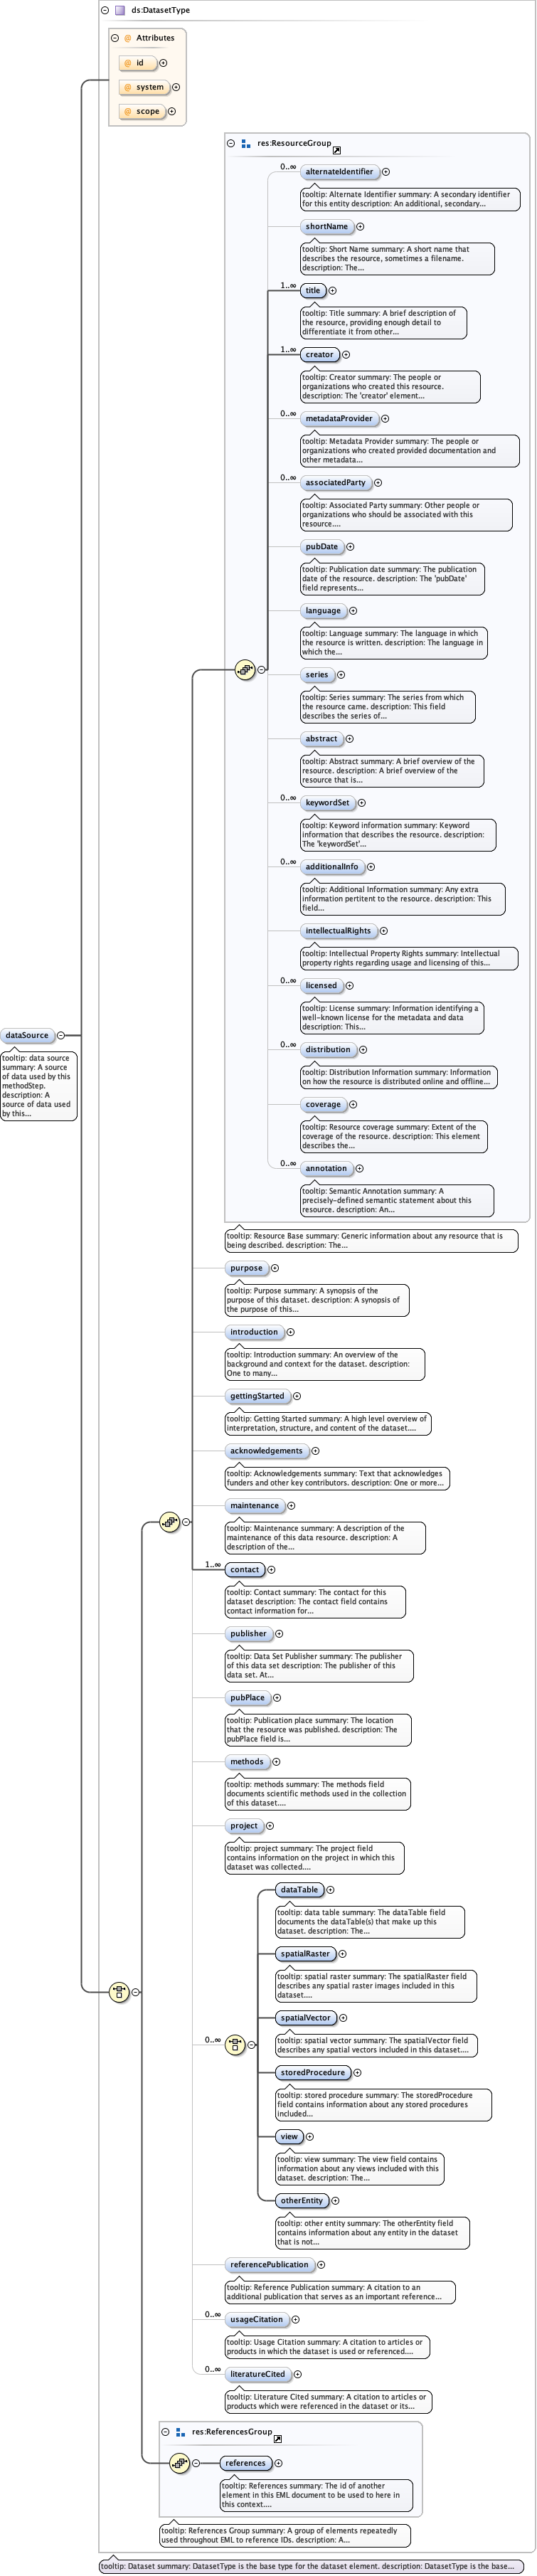 ds:DatasetType
@ Attributes
@ id
@ system
@ scope
res:ResourceGroup
0..∞
alternateIdentifier
tooltip: Alternate Identifier summary: A secondary identifier
for this entity description: An additional, secondary...
shortName
tooltip: Short Name summary: A short name that
describes the resource, sometimes a filename.
description: The...
1..∞
title
tooltip: Title summary: A brief description of
the resource, providing enough detail to
differentiate it from other...
1..∞
creator
tooltip: Creator summary: The people or
organizations who created this resource.
description: The 'creator' element...
0..∞
metadataProvider
tooltip: Metadata Provider summary: The people or
organizations who created provided documentation and
other metadata...
0..∞
associatedParty
tooltip: Associated Party summary: Other people or
organizations who should be associated with this
resource....
pubDate
tooltip: Publication date summary: The publication
date of the resource. description: The 'pubDate'
field represents...
language
tooltip: Language summary: The language in which
the resource is written. description: The language in
which the...
series
tooltip: Series summary: The series from which
the resource came. description: This field
describes the series of...
abstract
tooltip: Abstract summary: A brief overview of the
resource. description: A brief overview of the
resource that is...
0..∞
keywordSet
tooltip: Keyword information summary: Keyword
information that describes the resource. description:
The 'keywordSet'...
0..∞
additionalInfo
tooltip: Additional Information summary: Any extra
information pertitent to the resource. description: This
field...
intellectualRights
tooltip: Intellectual Property Rights summary: Intellectual
property rights regarding usage and licensing of this...
0..∞
licensed
tooltip: License summary: Information identifying a
well-known license for the metadata and data
description: This...
0..∞
distribution
tooltip: Distribution Information summary: Information
on how the resource is distributed online and offline...
coverage
tooltip: Resource coverage summary: Extent of the
coverage of the resource. description: This element
describes the...
0..∞
annotation
tooltip: Semantic Annotation summary: A
precisely-defined semantic statement about this
resource. description: An...
tooltip: Resource Base summary: Generic information about any resource that is
being described. description: The...
dataSource
tooltip: data source
summary: A source
of data used by this
methodStep.
description: A
source of data used
by this...
purpose
tooltip: Purpose summary: A synopsis of the
purpose of this dataset. description: A synopsis of
the purpose of this...
introduction
tooltip: Introduction summary: An overview of the
background and context for the dataset. description:
One to many...
gettingStarted
tooltip: Getting Started summary: A high level overview of
interpretation, structure, and content of the dataset....
acknowledgements
tooltip: Acknowledgements summary: Text that acknowledges
funders and other key contributors. description: One or more...
maintenance
tooltip: Maintenance summary: A description of the
maintenance of this data resource. description: A
description of the...
1..∞
contact
tooltip: Contact summary: The contact for this
dataset description: The contact field contains
contact information for...
publisher
tooltip: Data Set Publisher summary: The publisher
of this data set description: The publisher of this
data set. At...
pubPlace
tooltip: Publication place summary: The location
that the resource was published. description: The
pubPlace field is...
methods
tooltip: methods summary: The methods field
documents scientific methods used in the collection
of this dataset....
project
tooltip: project summary: The project field
contains information on the project in which this
dataset was collected....
0..∞
dataTable
tooltip: data table summary: The dataTable field
documents the dataTable(s) that make up this
dataset. description: The...
spatialRaster
tooltip: spatial raster summary: The spatialRaster field
describes any spatial raster images included in this
dataset....
spatialVector
tooltip: spatial vector summary: The spatialVector field
describes any spatial vectors included in this dataset....
storedProcedure
tooltip: stored procedure summary: The storedProcedure
field contains information about any stored procedures
included...
view
tooltip: view summary: The view field contains
information about any views included with this
dataset. description: The...
otherEntity
tooltip: other entity summary: The otherEntity field
contains information about any entity in the dataset
that is not...
referencePublication
tooltip: Reference Publication summary: A citation to an
additional publication that serves as an important reference...
0..∞
usageCitation
tooltip: Usage Citation summary: A citation to articles or
products in which the dataset is used or referenced....
0..∞
literatureCited
tooltip: Literature Cited summary: A citation to articles or
products which were referenced in the dataset or its...
res:ReferencesGroup
references
tooltip: References summary: The id of another
element in this EML document to be used to here in
this context....
tooltip: References Group summary: A group of elements repeatedly
used throughout EML to reference IDs. description: A...
tooltip: Dataset summary: DatasetType is the base type for the dataset element. description: DatasetType is the base...